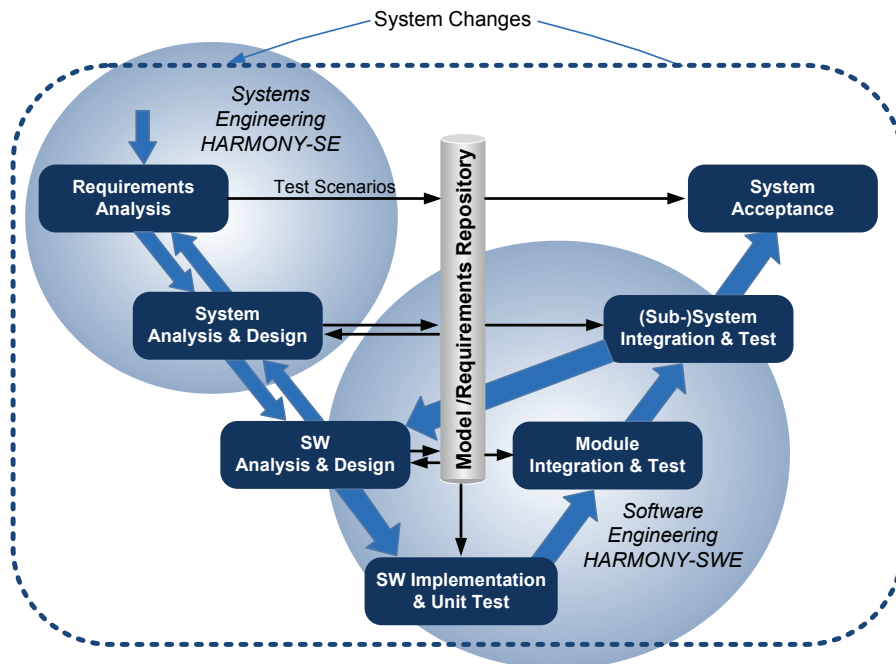 System Changes
Systems
Engineering
HARMONY-SE
Requirements
Analysis
Test Scenarios
Model /Requirements Repository
System
Acceptance
System
Analysis & Design
(Sub-)System
Integration & Test
SW
Analysis & Design
Module
Integration & Test
Software
Engineering
HARMONY-SWE
SW Implementation
& Unit Test